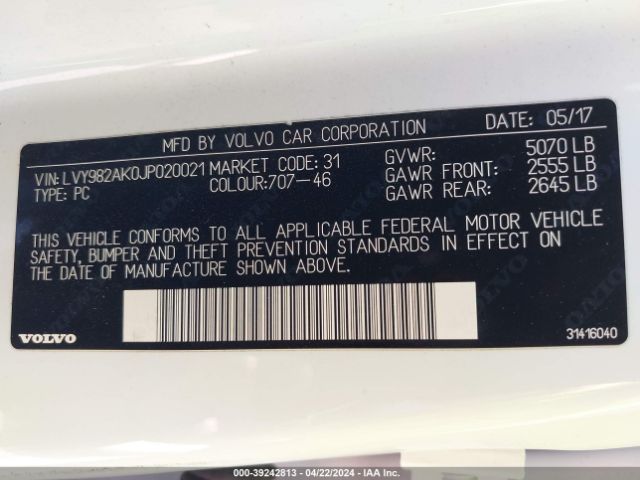 MFD BY VOLVO CAR CORPORATION DATE: 05/17
VIN: LVY982AK0JP020021 MARKET CODE: 31 GVWR: 5070 LB
TYPE: PC COLOUR:707-46 GAWR FRONT: 2555 LB
GAWR REAR: 2645 LB
THIS VEHICLE CONFORMS TO ALL APPLICABLE FEDERAL MOTOR VEHICLE
SAFETY, BUMPER AND THEFT PREVENTION STANDARDS IN EFFECT ON
THE DATE OF MANUFACTURE SHOWN ABOVE.
VOLVO 31416040
000-39242813 - 04/22/2024 - IAA Inc.